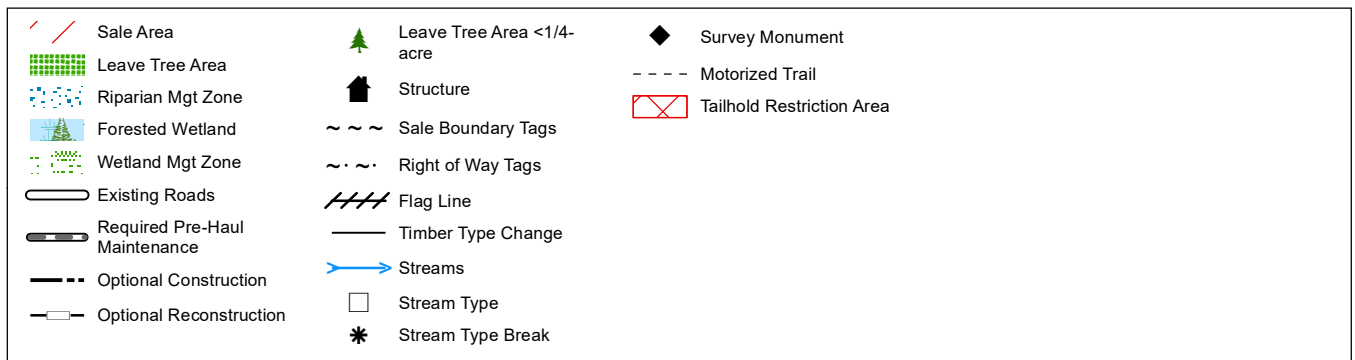 Sale Area
Leave Tree Area
Riparian Mgt Zone
Forested Wetland
Wetland Mgt Zone
Existing Roads
Required Pre-Haul
Maintenance
Optional Construction
Optional Reconstruction
Leave Tree Area <1/4-
acre
Structure
Sale Boundary Tags
Right of Way Tags
Flag Line
Timber Type Change
Streams
Stream Type
Stream Type Break
Survey Monument
Motorized Trail
Tailhold Restriction Area